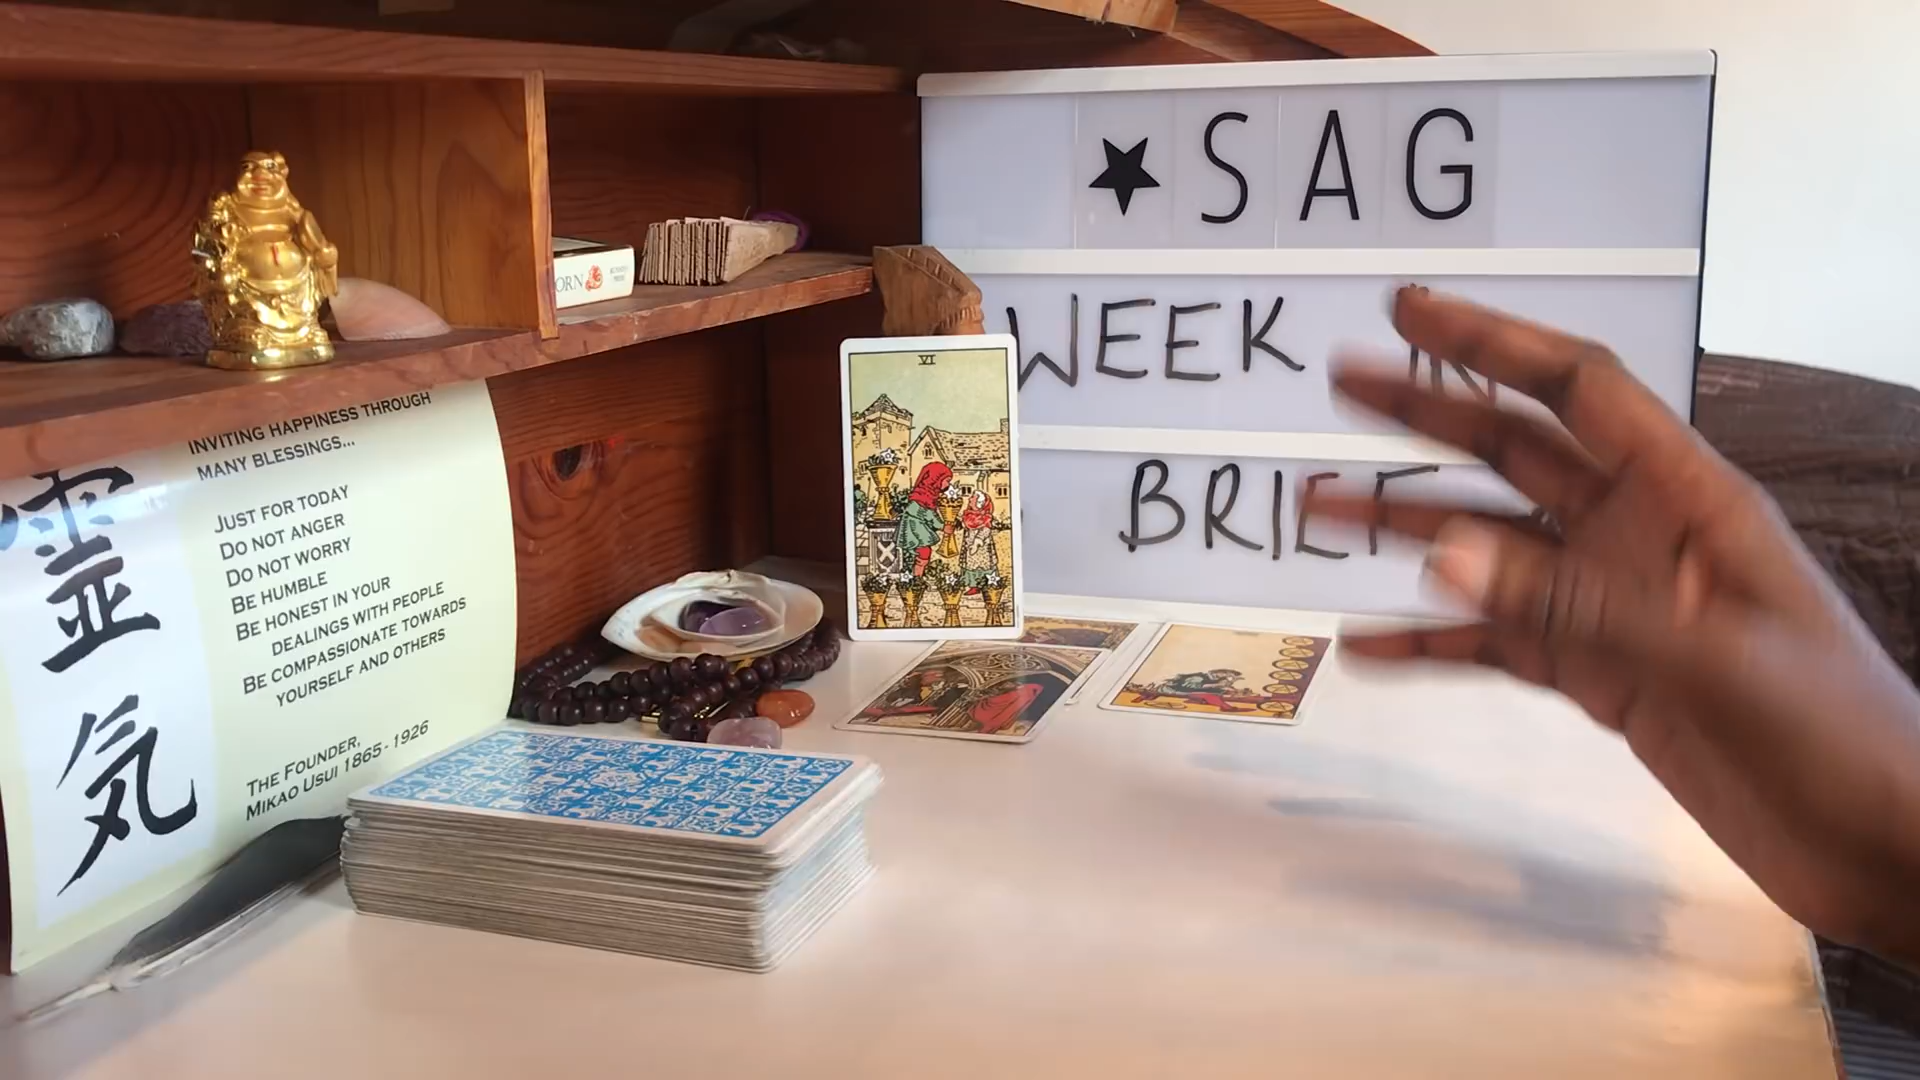 INVITING HAPPINESS THROUGH
MANY BLESSINGS...
JUST FOR TODAY
DO NOT ANGER
DO NOT WORRY
BE HUMBLE
BE HONEST IN YOUR
DEALINGS WITH PEOPLE
BE COMPASSIONATE TOWARDS
YOURSELF AND OTHERS
THE FOUNDER,
MIKAO USUI 1865 - 1926
霊
気
ORN
VI
★ SAG
WEEK IN
BRIEF